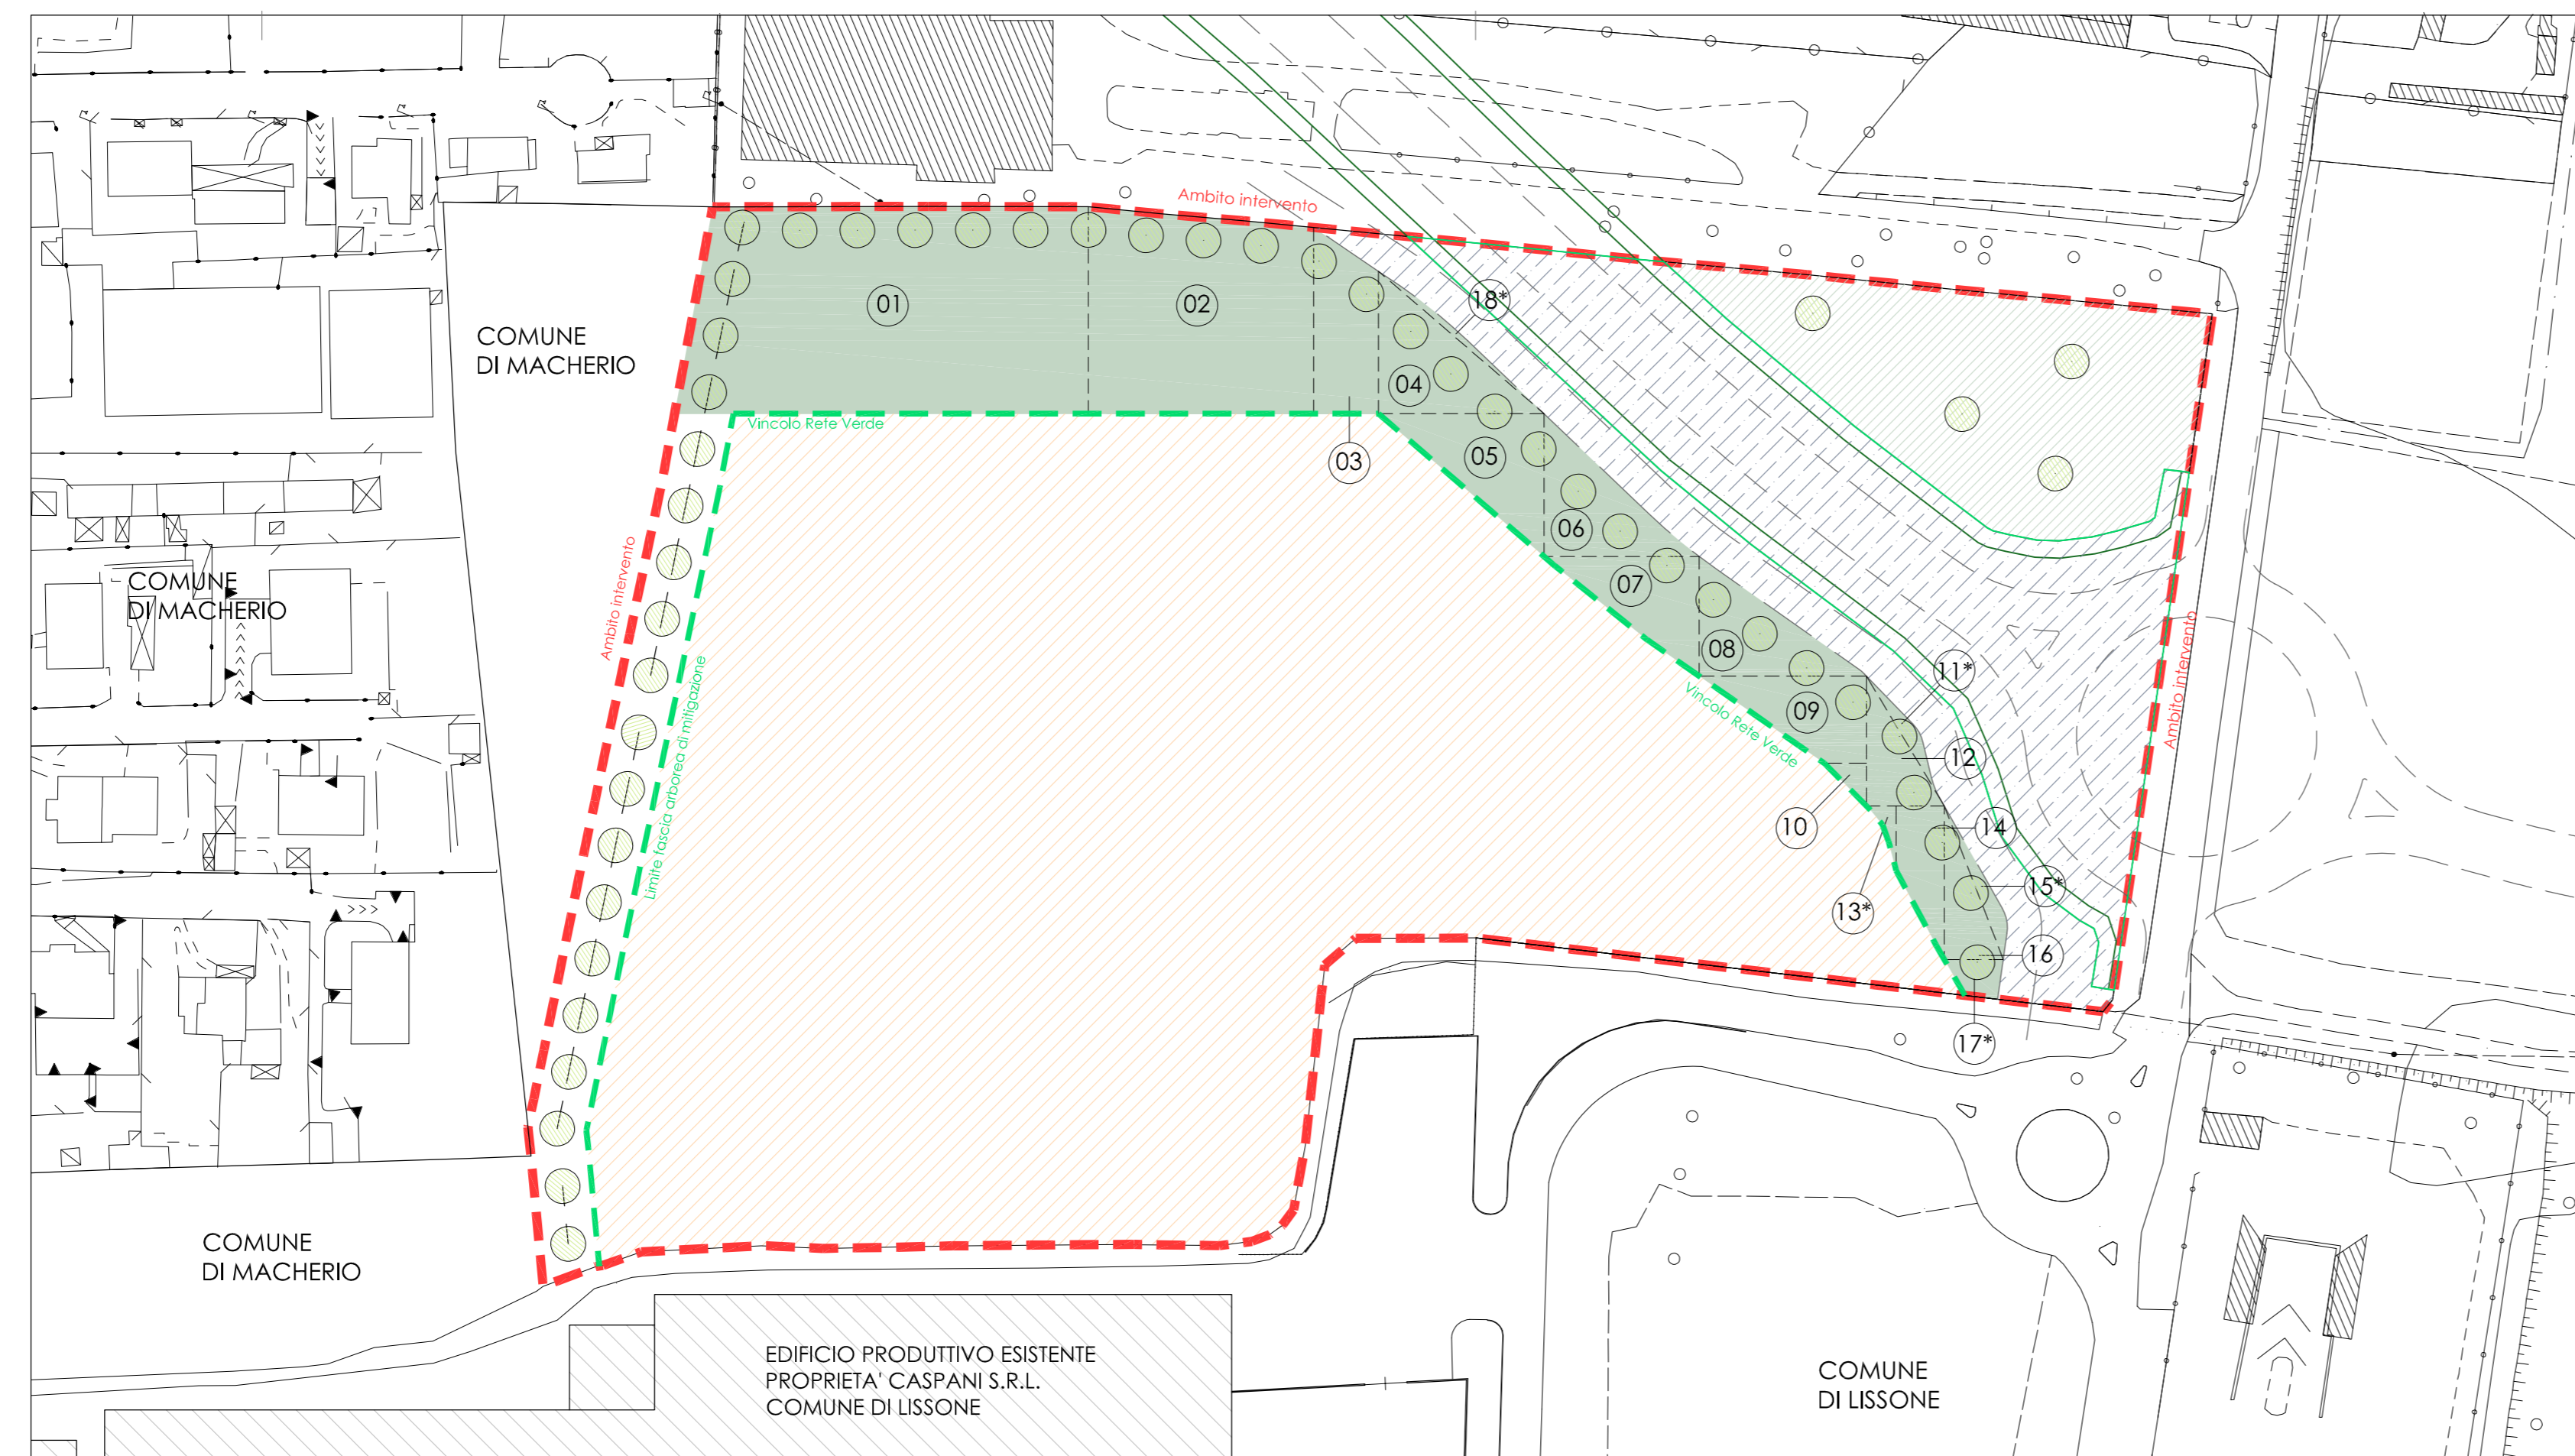 Ambito intervento
01
02
18*
COMUNE
DI MACHERIO
04
Vincolo Rete Verde
03
05
06
COMUNE
DI MACHERIO
Ambito intervento
07
08
11*
Ambito intervento
Limite fascia arborea di mitigazione
Vincolo Rete Verde
09
12
10
14
15*
13*
16
17*
COMUNE
DI MACHERIO
EDIFICIO PRODUTTIVO ESISTENTE
PROPRIETA' CASPANI S.R.L.
COMUNE DI LISSONE
COMUNE
DI LISSONE